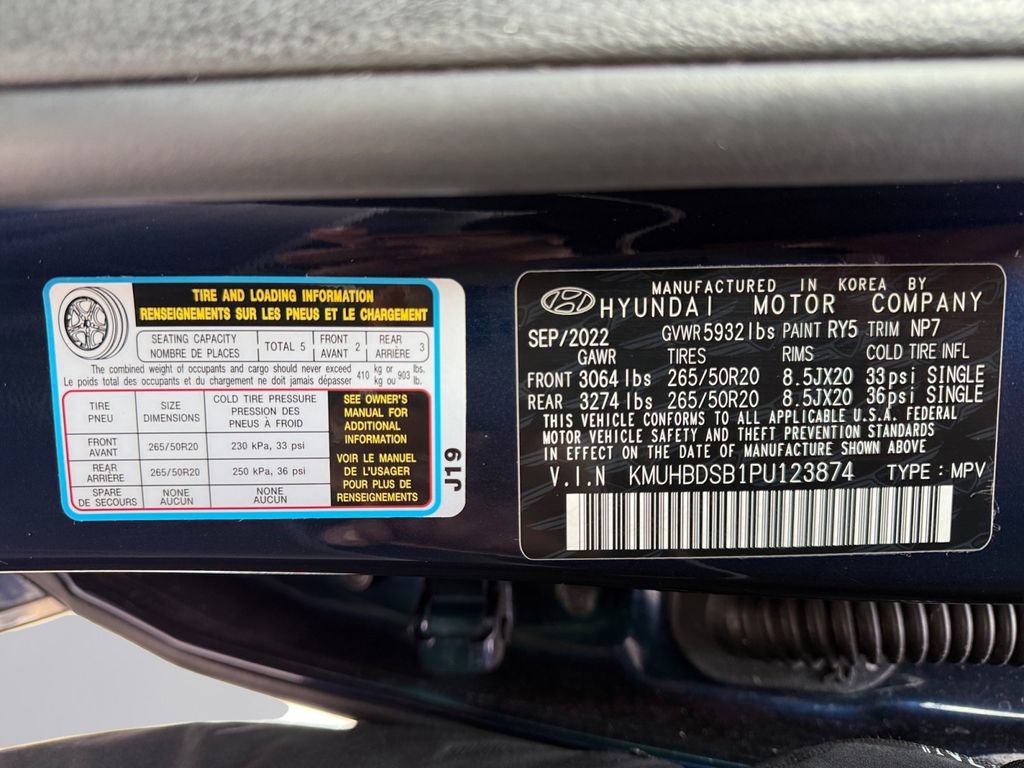 TIRE AND LOADING INFORMATION
RENSEIGNEMENTS SUR LES PNEUS ET LE CHARGEMENT
SEATING CAPACITY
NOMBRE DE PLACES
TOTAL 5
FRONT
AVANT 2
REAR
ARRIÈRE 3
The combined weight of occupants and cargo should never exceed 410 kg or 903 lbs.
Le poids total des occupants et du chargement ne doit jamais dépasser 410 kg ou 903 lb.
TIRE
PNEU
SIZE
DIMENSIONS
COLD TIRE PRESSURE
PRESSION DES
PNEUS À FROID
FRONT
AVANT
265/50R20
230 kPa, 33 psi
REAR
ARRIÈRE
265/50R20
250 kPa, 36 psi
SPARE
DE SECOURS
NONE
AUCUN
NONE
AUCUN
SEE OWNER'S
MANUAL FOR
ADDITIONAL
INFORMATION
VOIR LE MANUEL
DE L'USAGER
POUR PLUS DE
RENSEIGNEMENTS
J19
MANUFACTURED IN KOREA BY
HYUNDAI MOTOR COMPANY
SEP/2022 GVWR 5932 lbs PAINT RY5 TRIM NP7
GAWR TIRES RIMS COLD TIRE INFL
FRONT 3064 lbs 265/50R20 8.5JX20 33psi SINGLE
REAR 3274 lbs 265/50R20 8.5JX20 36psi SINGLE
THIS VEHICLE CONFORMS TO ALL APPLICABLE U.S.A. FEDERAL
MOTOR VEHICLE SAFETY AND THEFT PREVENTION STANDARDS
IN EFFECT ON THE DATE OF MANUFACTURE SHOWN ABOVE
V.I.N KMUHBDSB1PU123874 TYPE : MPV